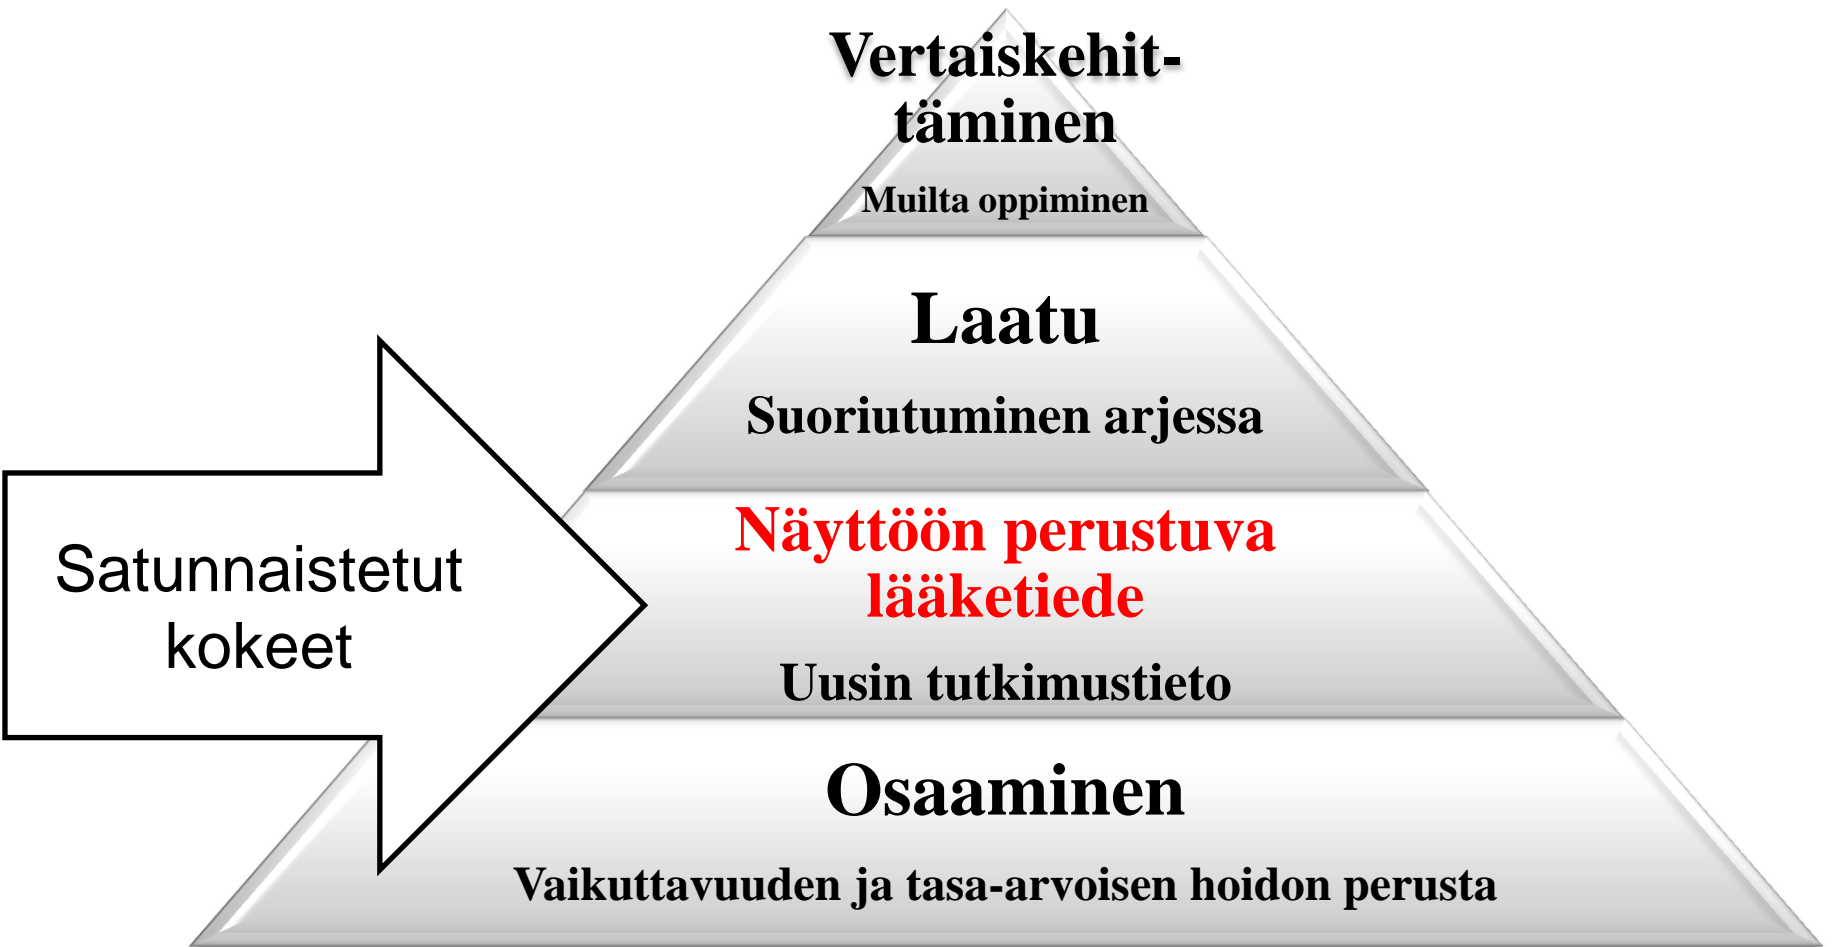 Vertaiskehit-
täminen
Muilta oppiminen
Laatu
Suoriutuminen arjessa
Näyttöön perustuva
lääketiede
Uusin tutkimustieto
Osaaminen
Vaikuttavuuden ja tasa-arvoisen hoidon perusta
Satunnaistetut
kokeet